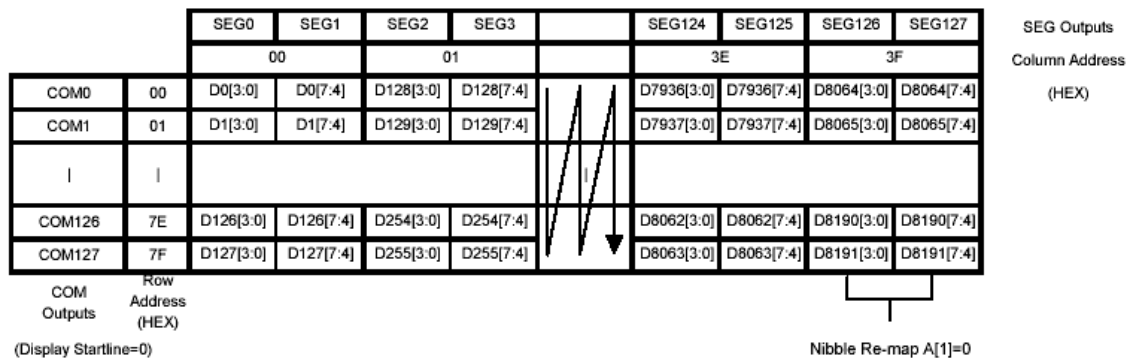 SEG0 SEG1 SEG2 SEG3 SEG124 SEG125 SEG126 SEG127 SEG Outputs
00 01 3E 3F Column Address
COM0 00 D0[3:0] D0[7:4] D128[3:0] D128[7:4] D7936[3:0] D7936[7:4] D8064[3:0] D8064[7:4] (HEX)
COM1 01 D1[3:0] D1[7:4] D129[3:0] D129[7:4] D7937[3:0] D7937[7:4] D8065[3:0] D8065[7:4]
| | |
COM126 7E D126[3:0] D126[7:4] D254[3:0] D254[7:4] D8062[3:0] D8062[7:4] D8190[3:0] D8190[7:4]
COM127 7F D127[3:0] D127[7:4] D255[3:0] D255[7:4] D8063[3:0] D8063[7:4] D8191[3:0] D8191[7:4]
COM
Outputs
Row
Address
(HEX)
(Display Startline=0)
Nibble Re-map A[1]=0